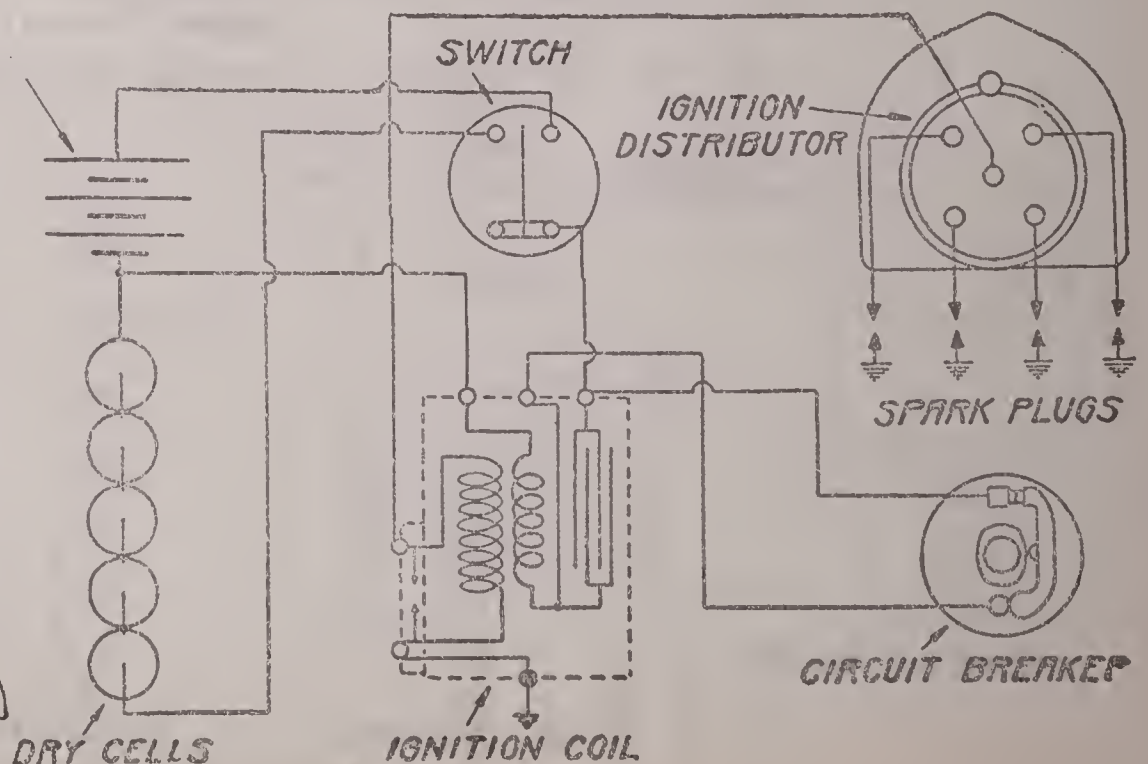 SWITCH
IGNITION
DISTRIBUTOR
SPARK PLUGS
CIRCUIT BREAKER
DRY CELLS
IGNITION COIL